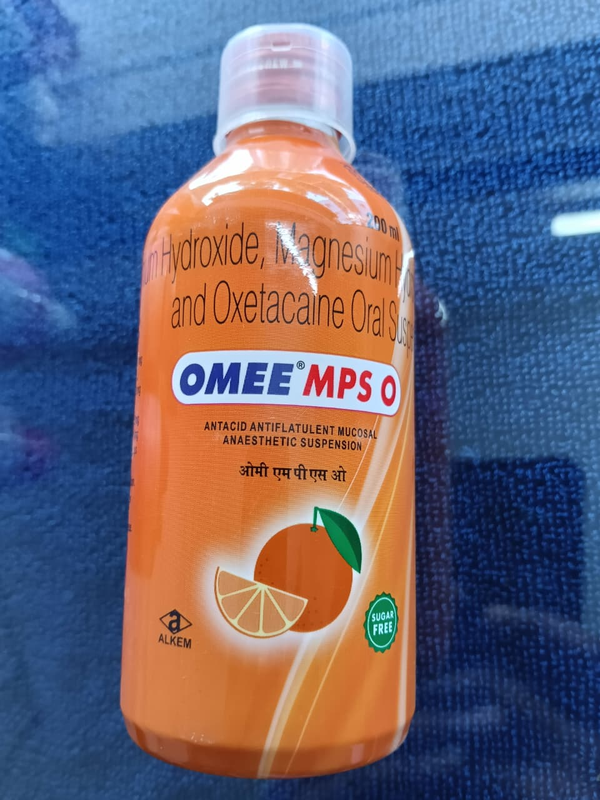 200 ml
Hydroxide, Magnesium
and Oxetacaine Oral
OMEE® MPS O
ANTACID ANTIFLATULENT MUCOSAL
ANAESTHETIC SUSPENSION
ओमी एम पी एस ओ
SUGAR
FREE
a
ALKEM